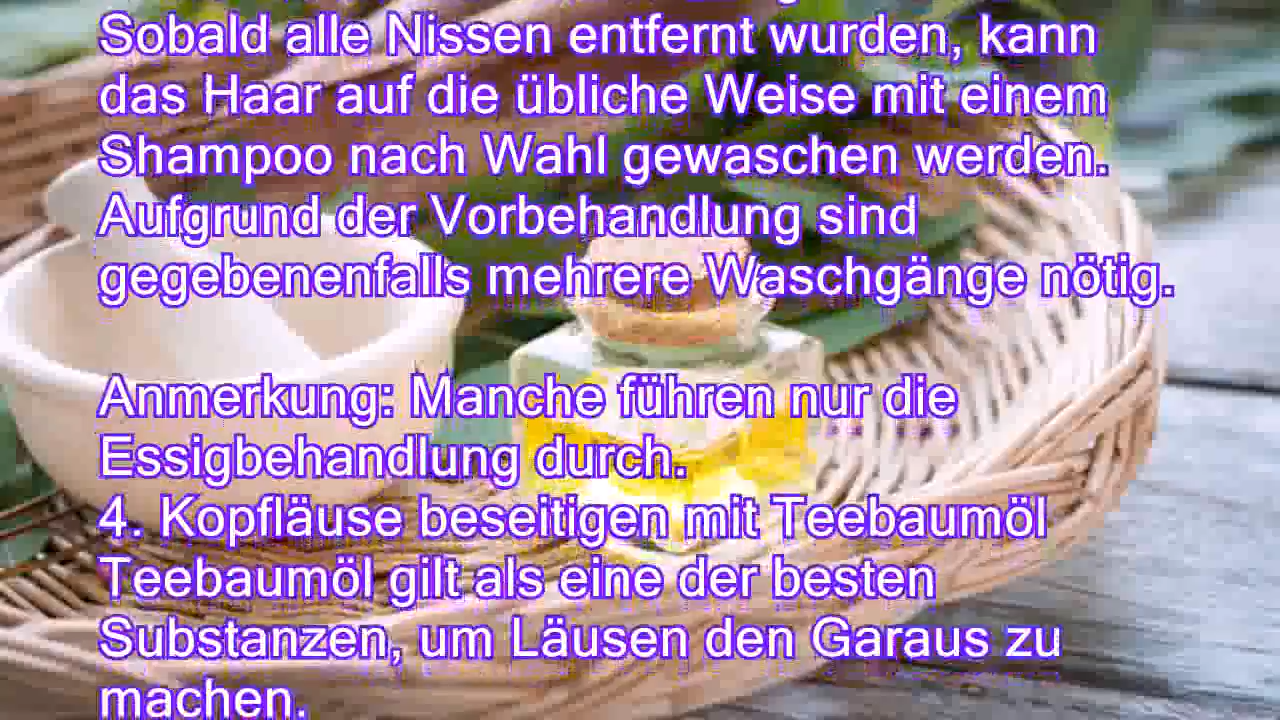 Sobald alle Nissen entfernt wurden, kann
das Haar auf die übliche Weise mit einem
Shampoo nach Wahl gewaschen werden.
Aufgrund der Vorbehandlung sind
gegebenenfalls mehrere Waschgänge nötig.
Anmerkung: Manche führen nur die
Essigbehandlung durch.
4. Kopfläuse beseitigen mit Teebaumöl
Teebaumöl gilt als eine der besten
Substanzen, um Läusen den Garaus zu
machen.